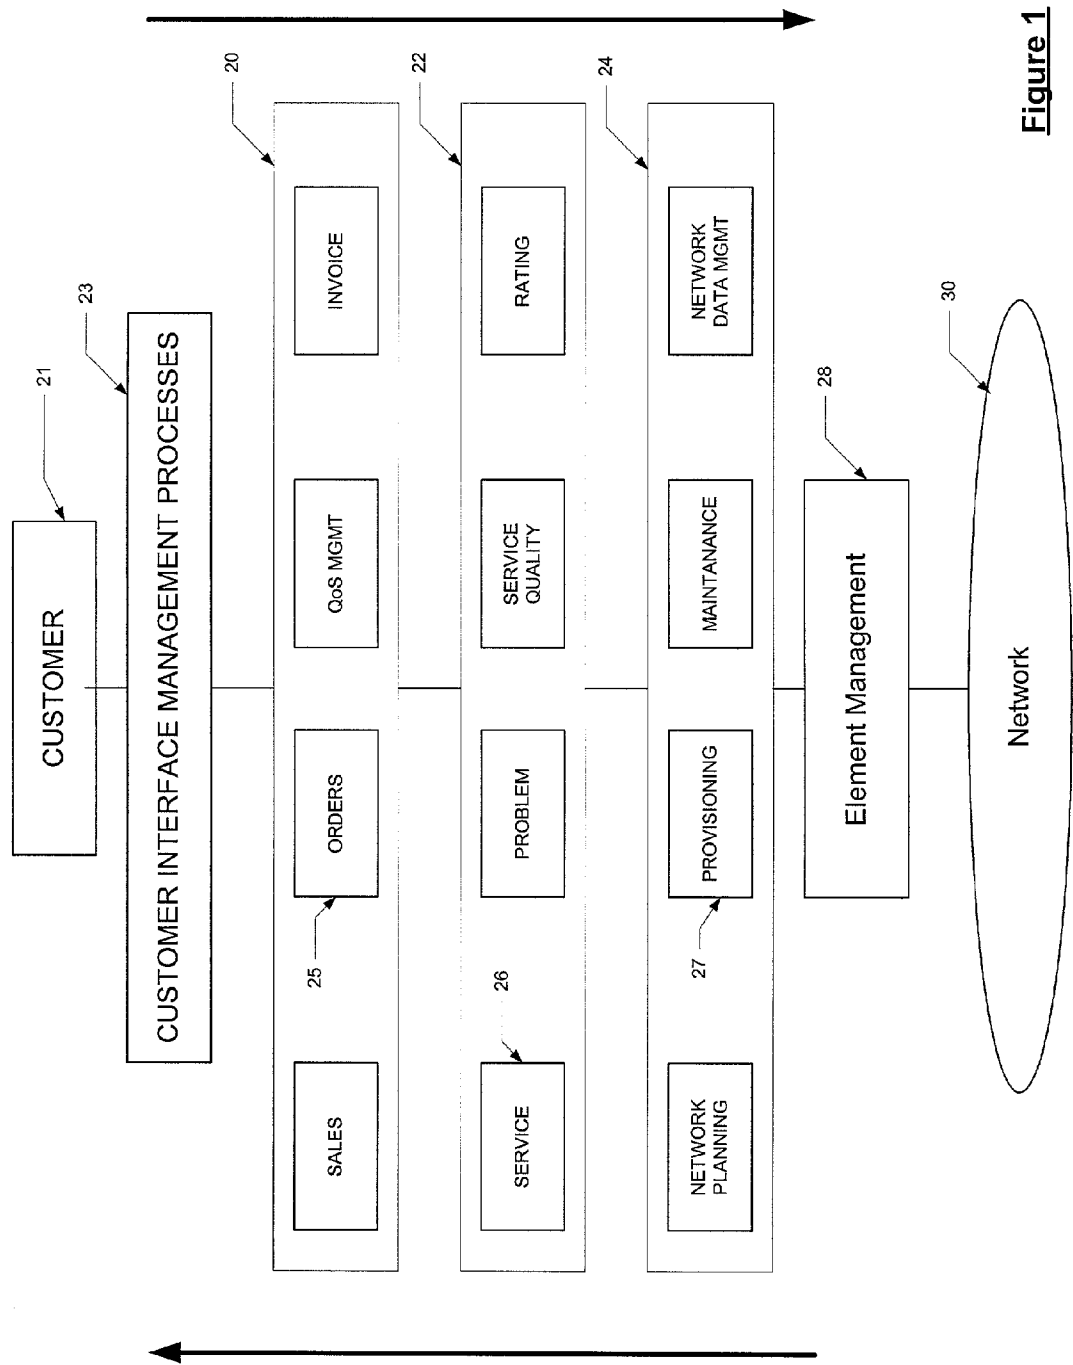 CUSTOMER
21
CUSTOMER INTERFACE MANAGEMENT PROCESSES
23
20
SALES
ORDERS
25
QoS MGMT
INVOICE
22
SERVICE
26
PROBLEM
SERVICE
QUALITY
RATING
24
NETWORK
PLANNING
PROVISIONING
27
MAINTANANCE
NETWORK
DATA MGMT
Element Management
28
Network
30
Figure 1